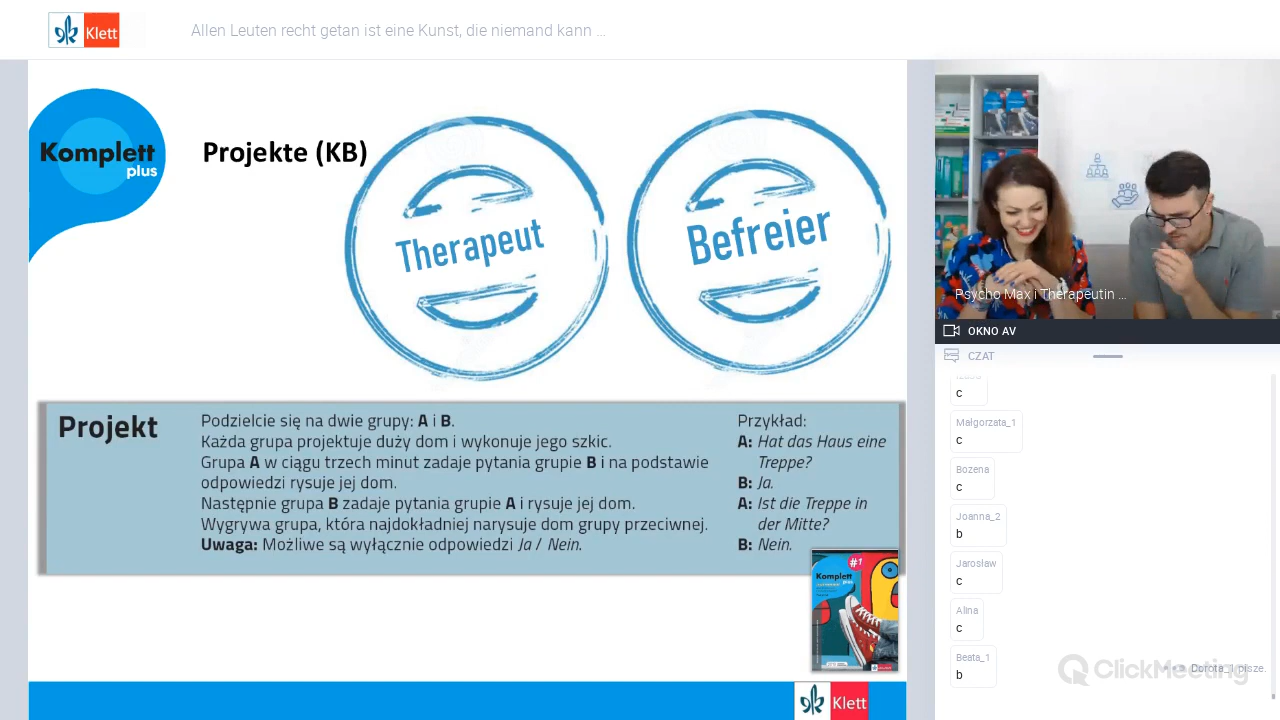 Klett
Allen Leuten recht getan ist eine Kunst, die niemand kann ...
Komplett
plus
Projekte (KB)
Therapeut
Befreier
Projekt
Podzielcie się na dwie grupy: A i B.
Każda grupa projektuje duży dom i wykonuje jego szkic.
Grupa A w ciągu trzech minut zadaje pytania grupie B i na podstawie
odpowiedzi rysuje jej dom.
Następnie grupa B zadaje pytania grupie A i rysuje jej dom.
Wygrywa grupa, która najdokładniej narysuje dom grupy przeciwnej.
Uwaga: Możliwe są wyłącznie odpowiedzi Ja / Nein.
Przykład:
A: Hat das Haus eine
Treppe?
B: Ja.
A: Ist die Treppe in
der Mitte?
B: Nein.
#1
Komplett
plus
Klett
Klett
Psycho Max i Therapeutin ...
OKNO AV
CZAT
c
Małgorzata_1
c
Bozena
c
Joanna_2
b
Jarosław
c
Alina
c
Beata_1
b
ClickMeeting
Dorota_1 pisze.